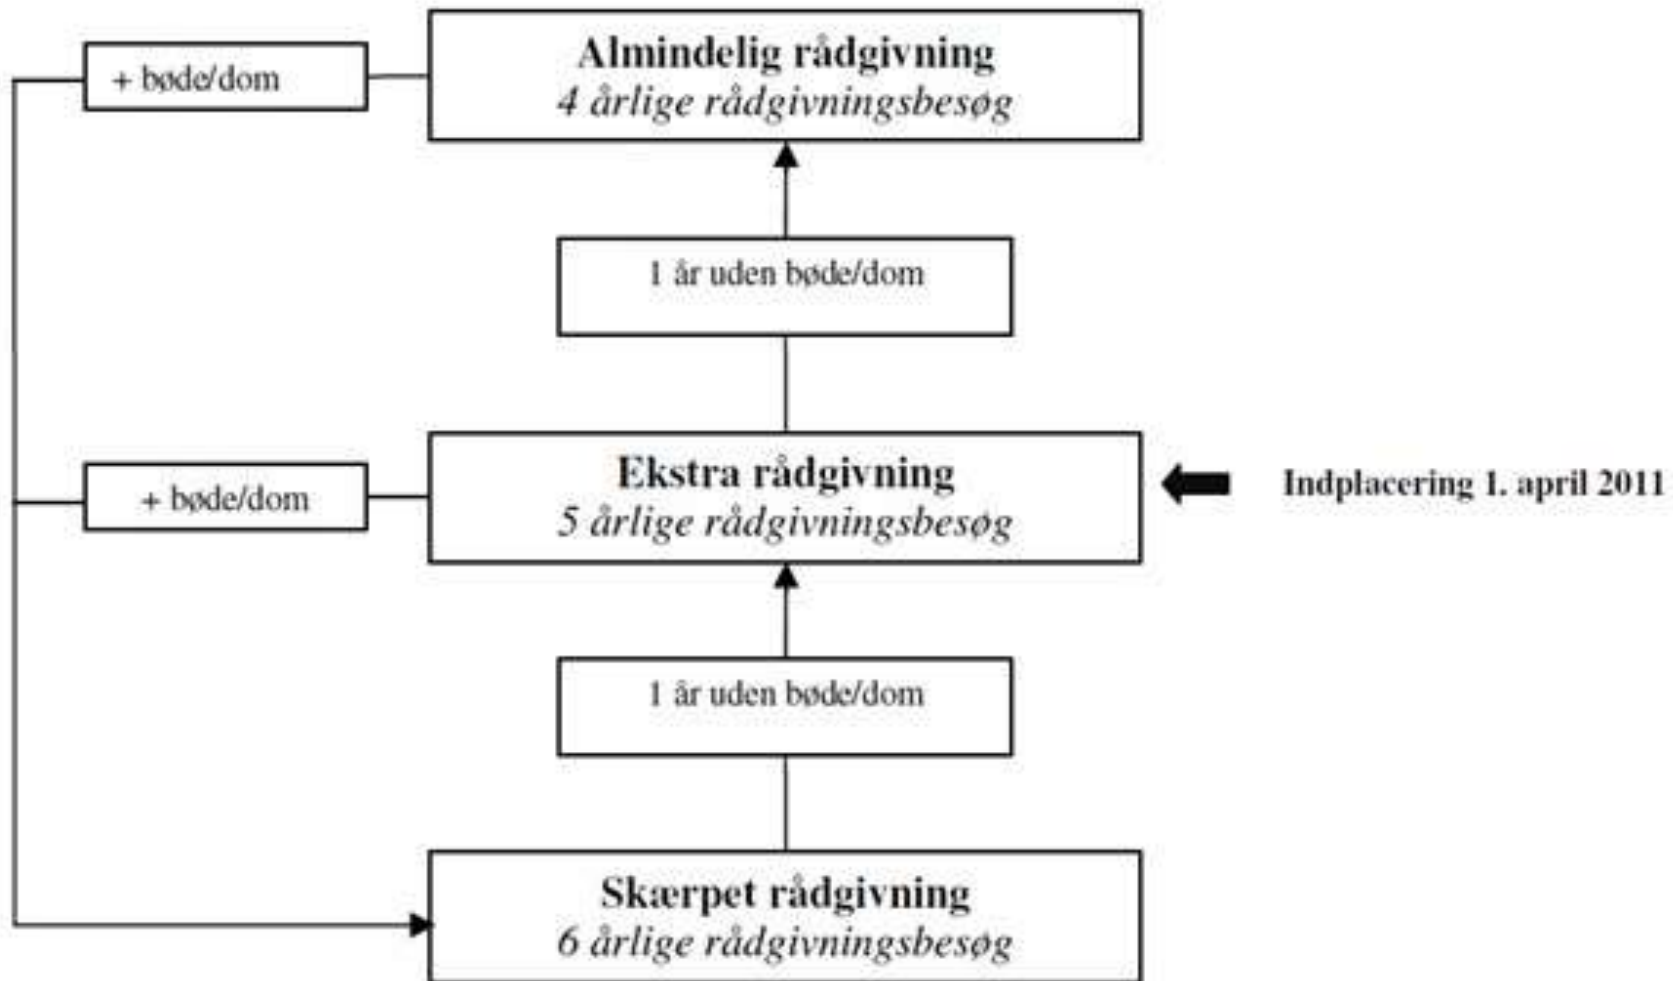 Almindelig rådgivning
4 årlige rådgivningsbesøg
+ bøde/dom
1 år uden bøde/dom
Ekstra rådgivning
5 årlige rådgivningsbesøg
+ bøde/dom
Indplacering 1. april 2011
1 år uden bøde/dom
Skærpet rådgivning
6 årlige rådgivningsbesøg